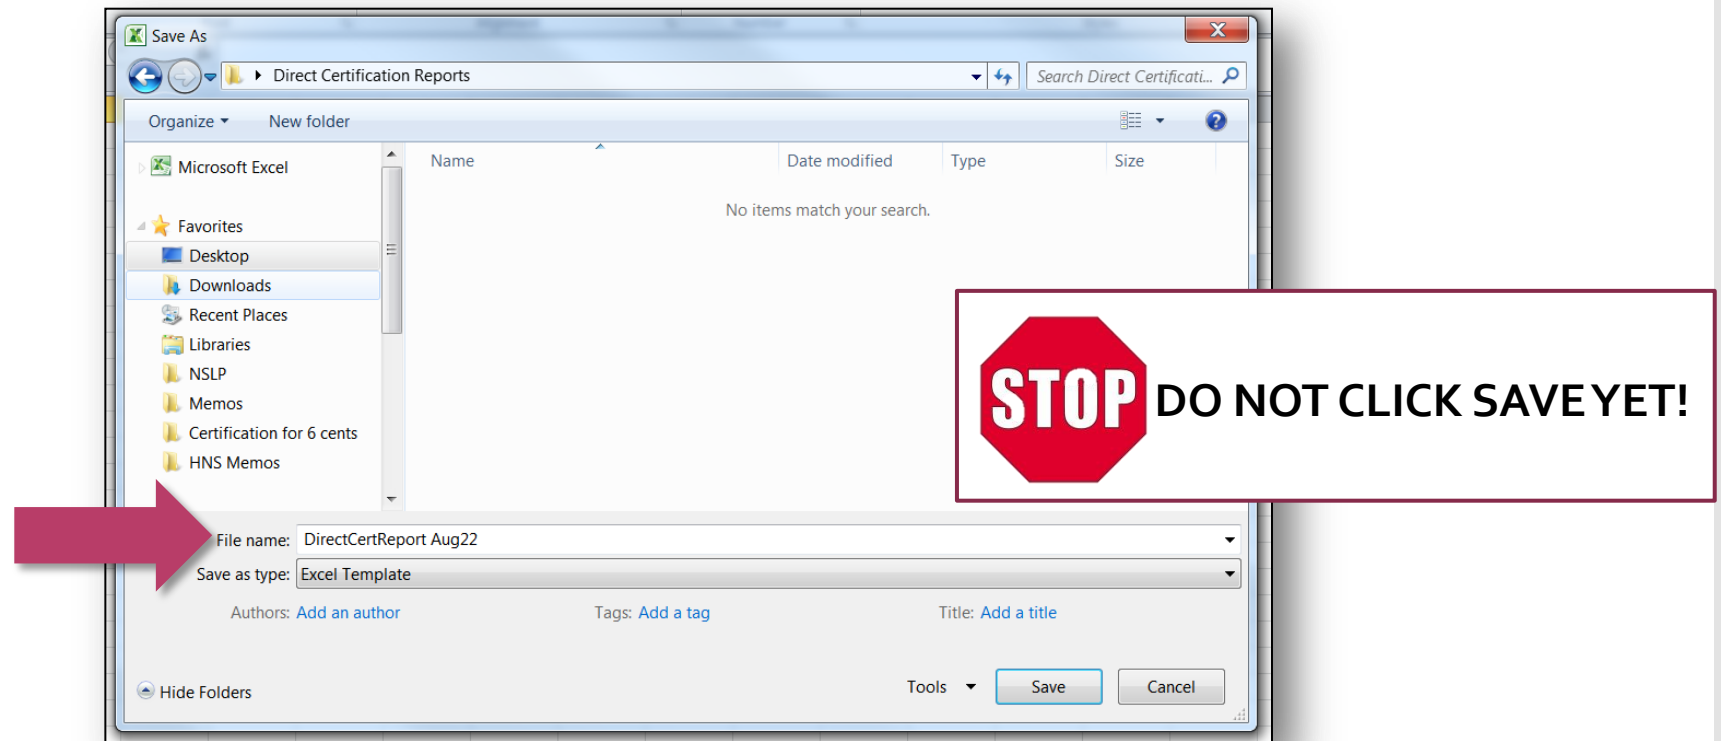 Save As
Direct Certification Reports
Search Direct Certificati...
Organize
New folder
Name
Date modified
Type
Size
No items match your search.
Microsoft Excel
Favorites
Desktop
Downloads
Recent Places
Libraries
NSLP
Memos
Certification for 6 cents
HNS Memos
STOP DO NOT CLICK SAVE YET!
File name: DirectCertReport Aug22
Save as type: Excel Template
Authors: Add an author Tags: Add a tag Title: Add a title
Hide Folders
Tools Save Cancel